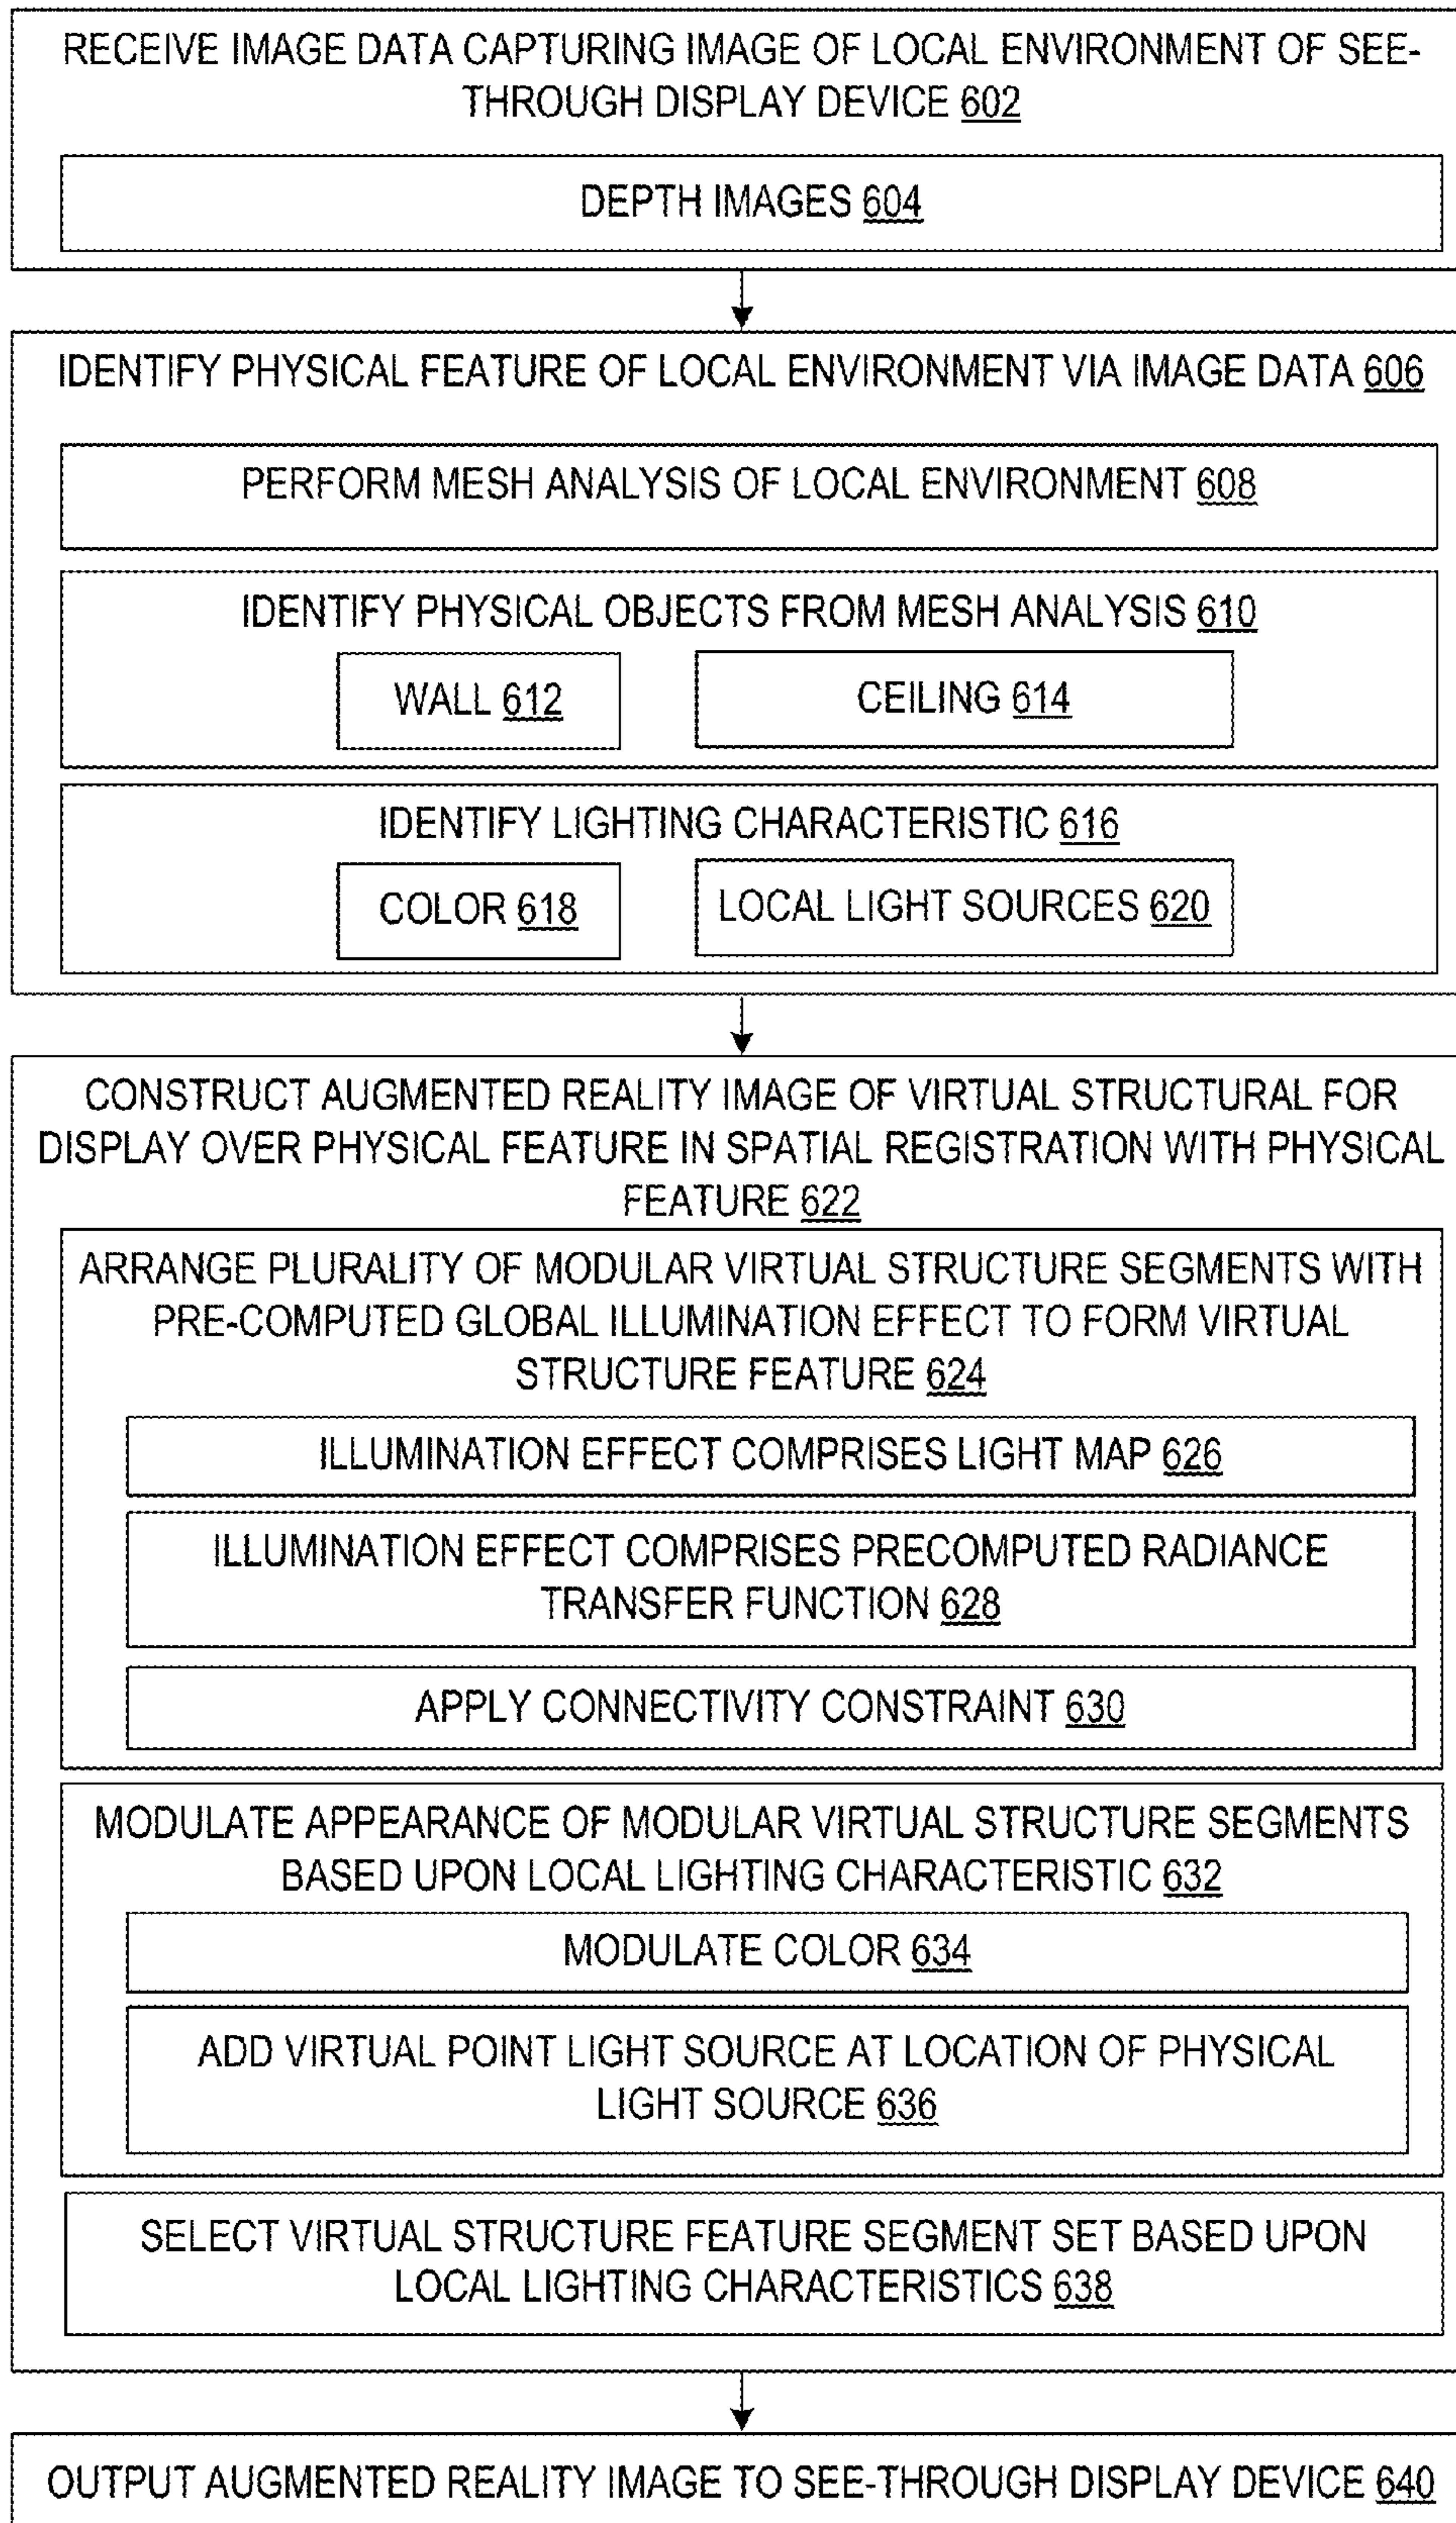 RECEIVE IMAGE DATA CAPTURING IMAGE OF LOCAL ENVIRONMENT OF SEE-
THROUGH DISPLAY DEVICE 602
DEPTH IMAGES 604
IDENTIFY PHYSICAL FEATURE OF LOCAL ENVIRONMENT VIA IMAGE DATA 606
PERFORM MESH ANALYSIS OF LOCAL ENVIRONMENT 608
IDENTIFY PHYSICAL OBJECTS FROM MESH ANALYSIS 610
WALL 612
CEILING 614
IDENTIFY LIGHTING CHARACTERISTIC 616
COLOR 618
LOCAL LIGHT SOURCES 620
CONSTRUCT AUGMENTED REALITY IMAGE OF VIRTUAL STRUCTURAL FOR
DISPLAY OVER PHYSICAL FEATURE IN SPATIAL REGISTRATION WITH PHYSICAL
FEATURE 622
ARRANGE PLURALITY OF MODULAR VIRTUAL STRUCTURE SEGMENTS WITH
PRE-COMPUTED GLOBAL ILLUMINATION EFFECT TO FORM VIRTUAL
STRUCTURE FEATURE 624
ILLUMINATION EFFECT COMPRISES LIGHT MAP 626
ILLUMINATION EFFECT COMPRISES PRECOMPUTED RADIANCE
TRANSFER FUNCTION 628
APPLY CONNECTIVITY CONSTRAINT 630
MODULATE APPEARANCE OF MODULAR VIRTUAL STRUCTURE SEGMENTS
BASED UPON LOCAL LIGHTING CHARACTERISTIC 632
MODULATE COLOR 634
ADD VIRTUAL POINT LIGHT SOURCE AT LOCATION OF PHYSICAL
LIGHT SOURCE 636
SELECT VIRTUAL STRUCTURE FEATURE SEGMENT SET BASED UPON
LOCAL LIGHTING CHARACTERISTICS 638
OUTPUT AUGMENTED REALITY IMAGE TO SEE-THROUGH DISPLAY DEVICE 640